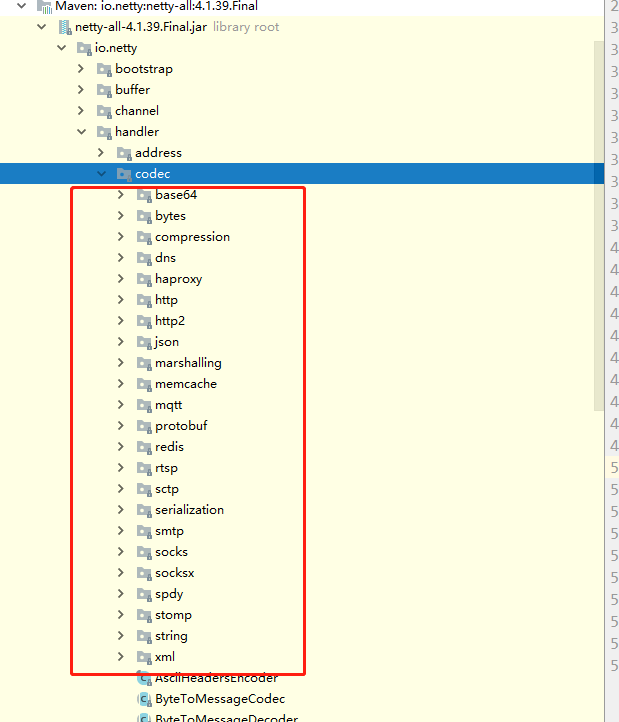 Maven: io.netty:netty-all:4.1.39.Final
netty-all-4.1.39.Final.jar library root
io.netty
bootstrap
buffer
channel
handler
address
codec
base64
bytes
compression
dns
haproxy
http
http2
json
marshalling
memcache
mqtt
protobuf
redis
rtsp
sctp
serialization
smtp
socks
socksx
spdy
stomp
string
xml
AsciiHeadersEncoder
ByteToMessageCodec
ByteToMessageDecoder